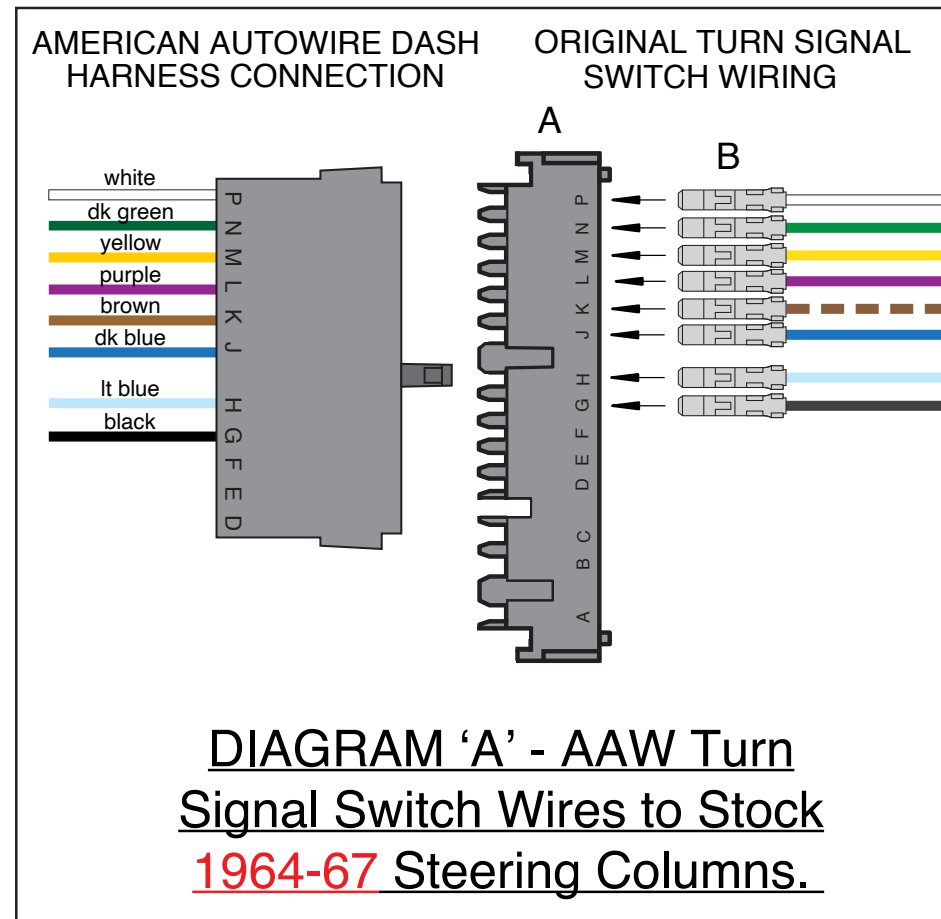 AMERICAN AUTOWIRE DASH
HARNESS CONNECTION
ORIGINAL TURN SIGNAL
SWITCH WIRING
A
B
white
dk green
yellow
purple
brown
dk blue
lt blue
black
P
N
M
L
K
J
H
G
F
E
D
P
N
M
L
K
J
H
G
F
E
D
C
B
A
DIAGRAM ‘A’ - AAW Turn
Signal Switch Wires to Stock
1964-67 Steering Columns.